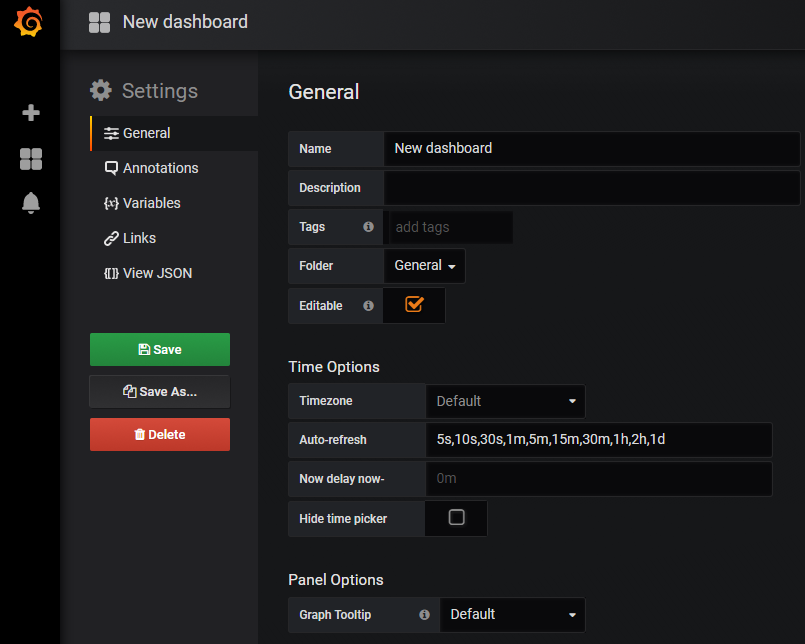 New dashboard
Settings
General
Annotations
{x} Variables
Links
View JSON
Save
Save As...
Delete
General
Name New dashboard
Description
Tags add tags
Folder General
Editable
Time Options
Timezone Default
Auto-refresh 5s,10s,30s,1m,5m,15m,30m,1h,2h,1d
Now delay now- 0m
Hide time picker
Panel Options
Graph Tooltip Default